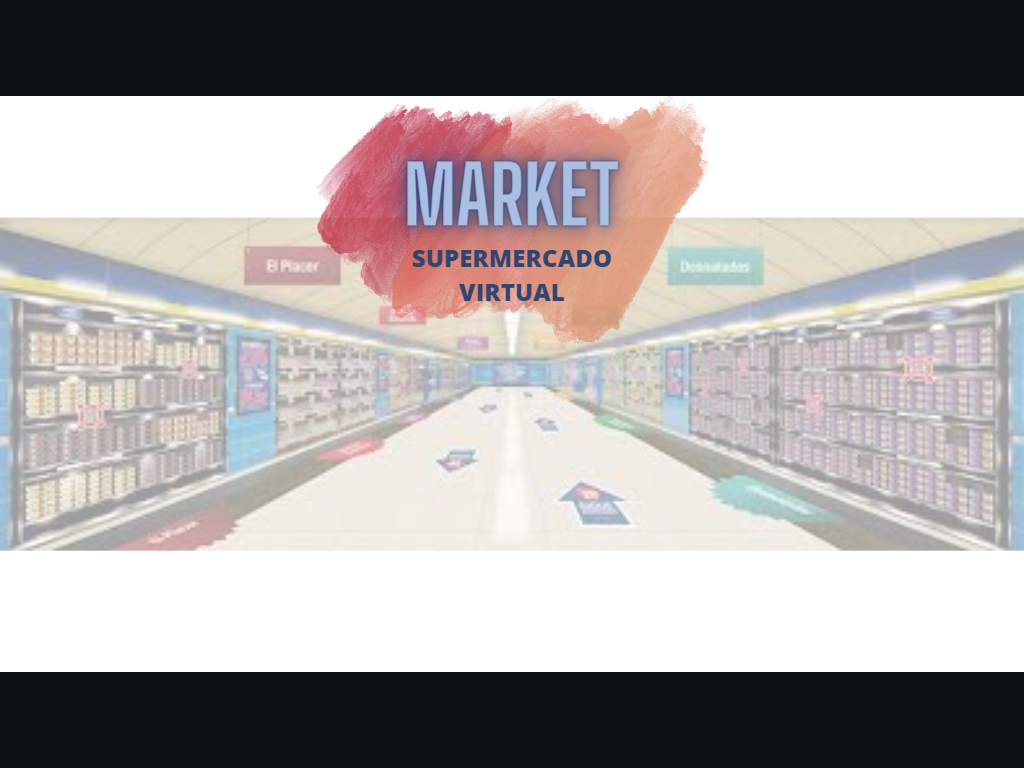 MARKET
SUPERMERCADO
VIRTUAL
El Placer
Desnatados